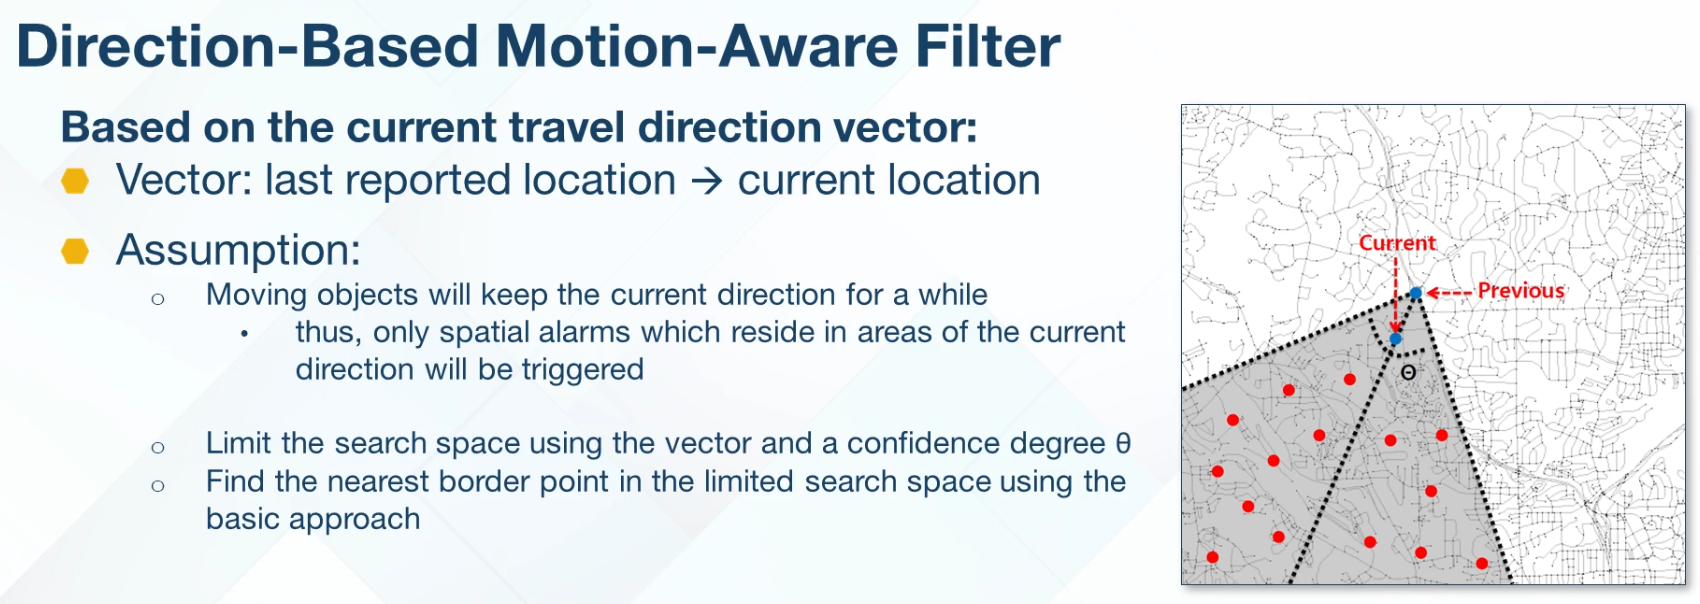 Direction-Based Motion-Aware Filter
Based on the current travel direction vector:
Vector: last reported location → current location
Assumption:
Moving objects will keep the current direction for a while
thus, only spatial alarms which reside in areas of the current
direction will be triggered
Limit the search space using the vector and a confidence degree θ
Find the nearest border point in the limited search space using the
basic approach
Current
Previous
Θ